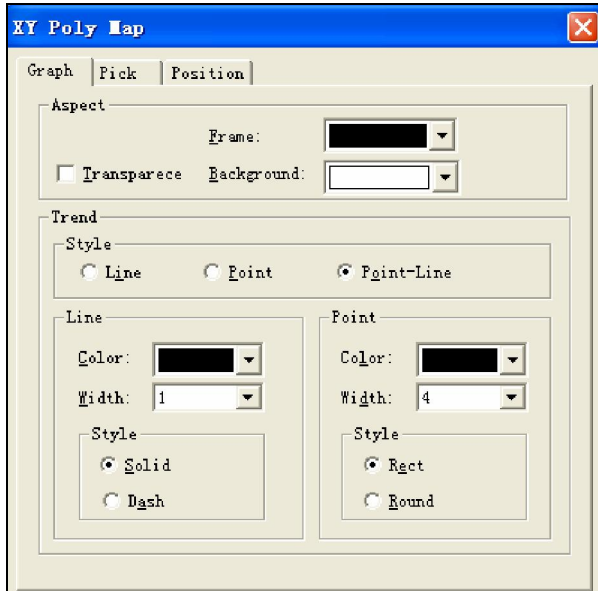 XY Poly Map
Graph Pick Position
Aspect
Frame:
Transparece Background:
Trend
Style
Line Point Point-Line
Line Point
Color: Color:
Width: 1 Width: 4
Style Style
Solid Rect
Dash Round